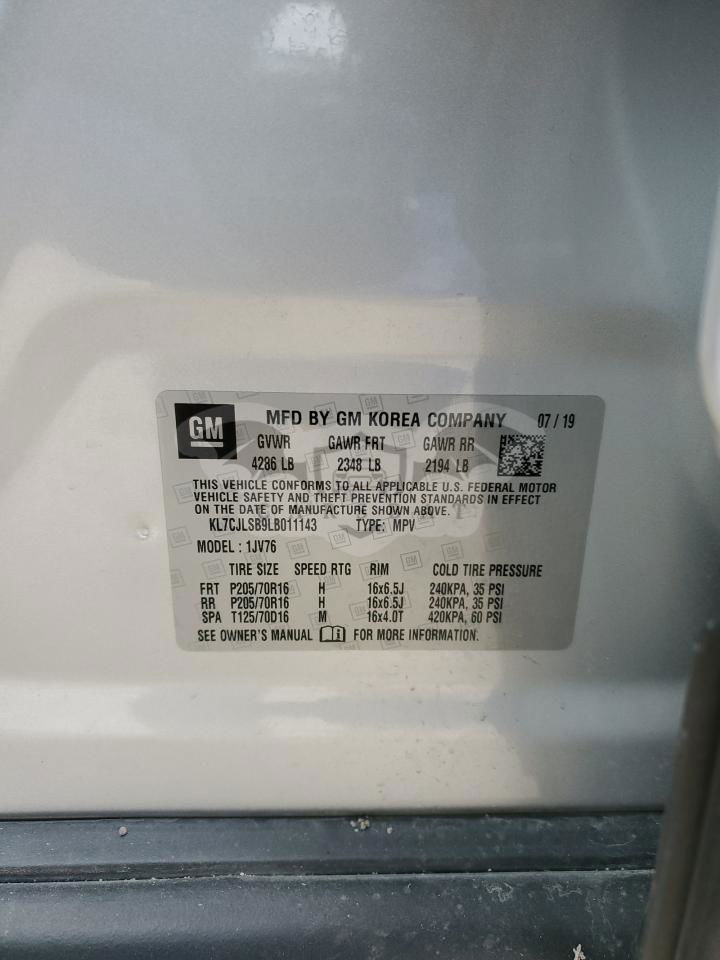 GM MFD BY GM KOREA COMPANY 07 / 19
GVWR GAWR FRT GAWR RR
4286 LB 2348 LB 2194 LB
THIS VEHICLE CONFORMS TO ALL APPLICABLE U.S. FEDERAL MOTOR
VEHICLE SAFETY AND THEFT PREVENTION STANDARDS IN EFFECT
ON THE DATE OF MANUFACTURE SHOWN ABOVE.
KL7CJLSB9LB011143 TYPE: MPV
MODEL : 1JV76
TIRE SIZE SPEED RTG RIM COLD TIRE PRESSURE
FRT P205/70R16 H 16x6.5J 240KPA, 35 PSI
RR P205/70R16 H 16x6.5J 240KPA, 35 PSI
SPA T125/70D16 M 16x4.0T 420KPA, 60 PSI
SEE OWNER'S MANUAL FOR MORE INFORMATION.